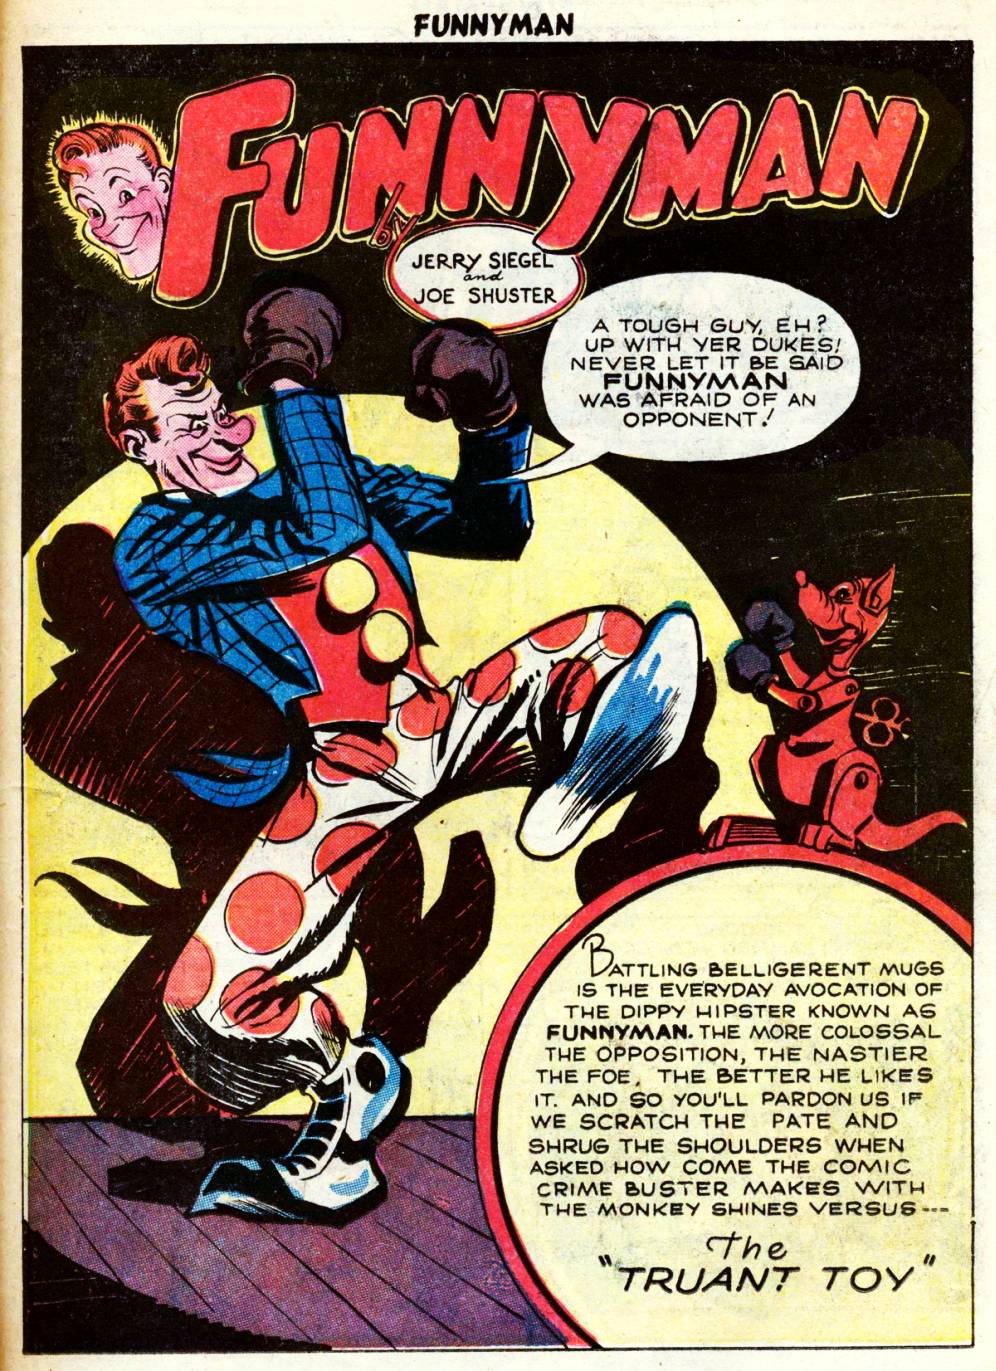 FUNNYMAN
FUNNYMAN
by
JERRY SIEGEL
and
JOE SHUSTER
A TOUGH GUY, EH?
UP WITH YER DUKES!
NEVER LET IT BE SAID
FUNNYMAN
WAS AFRAID OF AN
OPPONENT!
BATTLING BELLIGERENT MUGS
IS THE EVERYDAY AVOCATION OF
THE DIPPY HIPSTER KNOWN AS
FUNNYMAN. THE MORE COLOSSAL
THE OPPOSITION, THE NASTIER
THE FOE, THE BETTER HE LIKES
IT. AND SO YOU'LL PARDON US IF
WE SCRATCH THE PATE AND
SHRUG THE SHOULDERS WHEN
ASKED HOW COME THE COMIC
CRIME BUSTER MAKES WITH
THE MONKEY SHINES VERSUS---
The
"TRUANT TOY"